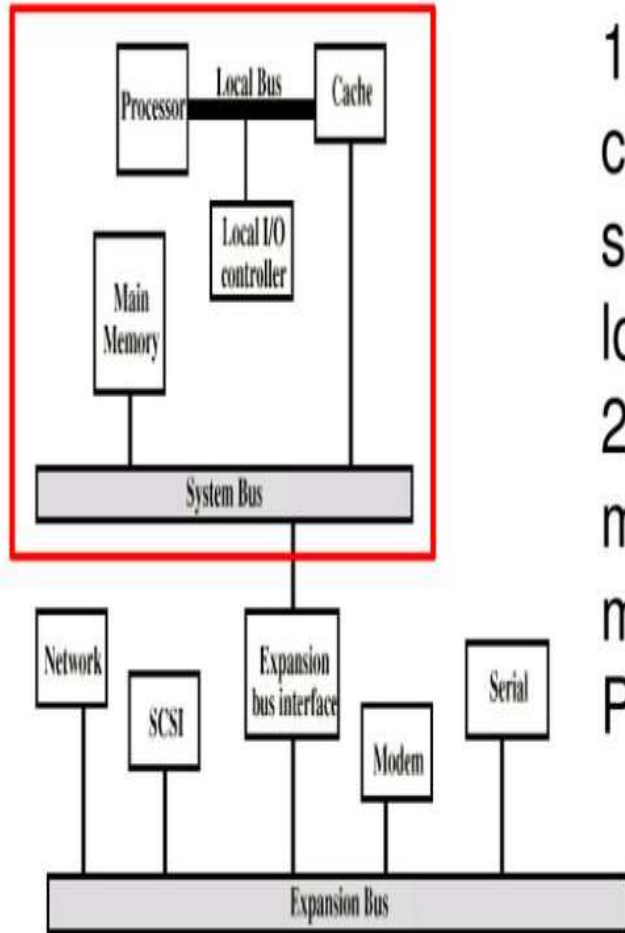 Local Bus
Processor
Cache
Local I/O
controller
Main
Memory
System Bus
Network
SCSI
Expansion
bus interface
Modem
Serial
Expansion Bus
1
c
s
lo
2
m
m
P